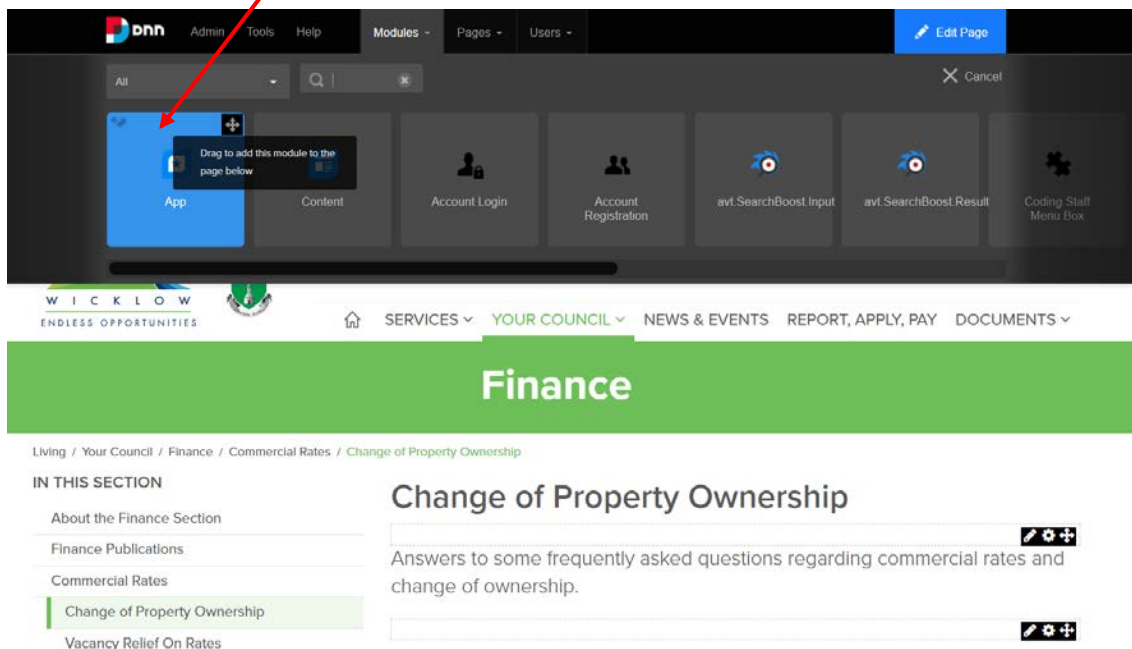 DNN Admin Tools Help Modules Pages Users Edit Page
All Cancel
Drag to add this module to the
page below
App Content Account Login Account
Registration avt.SearchBoost.Input avt.SearchBoost.Result Coding Staff
Menu Box
WICKLOW
ENDLESS OPPORTUNITIES
SERVICES YOUR COUNCIL NEWS & EVENTS REPORT, APPLY, PAY DOCUMENTS
Finance
Living / Your Council / Finance / Commercial Rates / Change of Property Ownership
IN THIS SECTION
About the Finance Section
Finance Publications
Commercial Rates
Change of Property Ownership
Vacancy Relief On Rates
Change of Property Ownership
Answers to some frequently asked questions regarding commercial rates and
change of ownership.